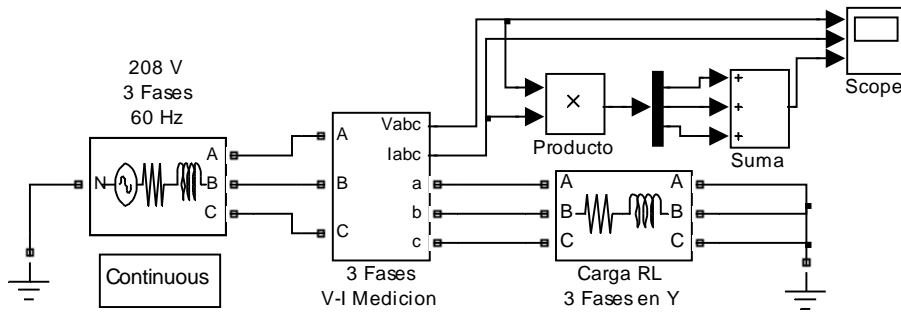 208 V
3 Fases
60 Hz
N
A
B
C
Continuous
A
B
C
Vabc
Iabc
a
b
c
3 Fases
V-I Medicion
×
Producto
+
+
+
Suma
Scope
A
B
C
A
B
C
Carga RL
3 Fases en Y